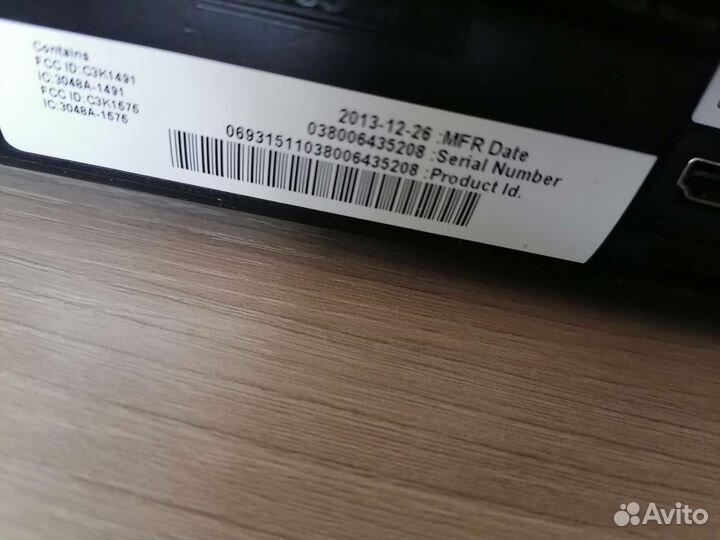 Contains
FCC ID:C3K1491
IC:3048A-1491
FCC ID:C3K1575
IC:3048A-1575
2013-12-26 :MFR Date
038006435208 :Serial Number
06931511038006435208 :Product Id.
Avito